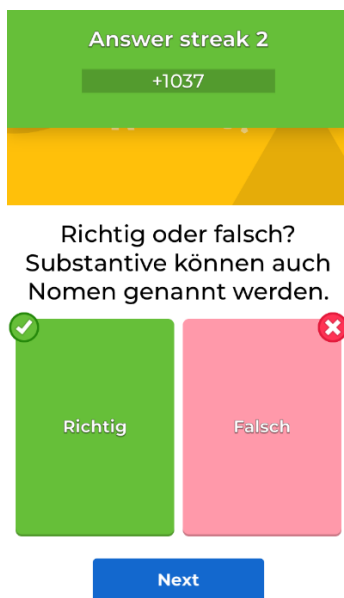 Answer streak 2
+1037
Richtig oder falsch?
Substantive können auch
Nomen genannt werden.
Richtig
Falsch
Next